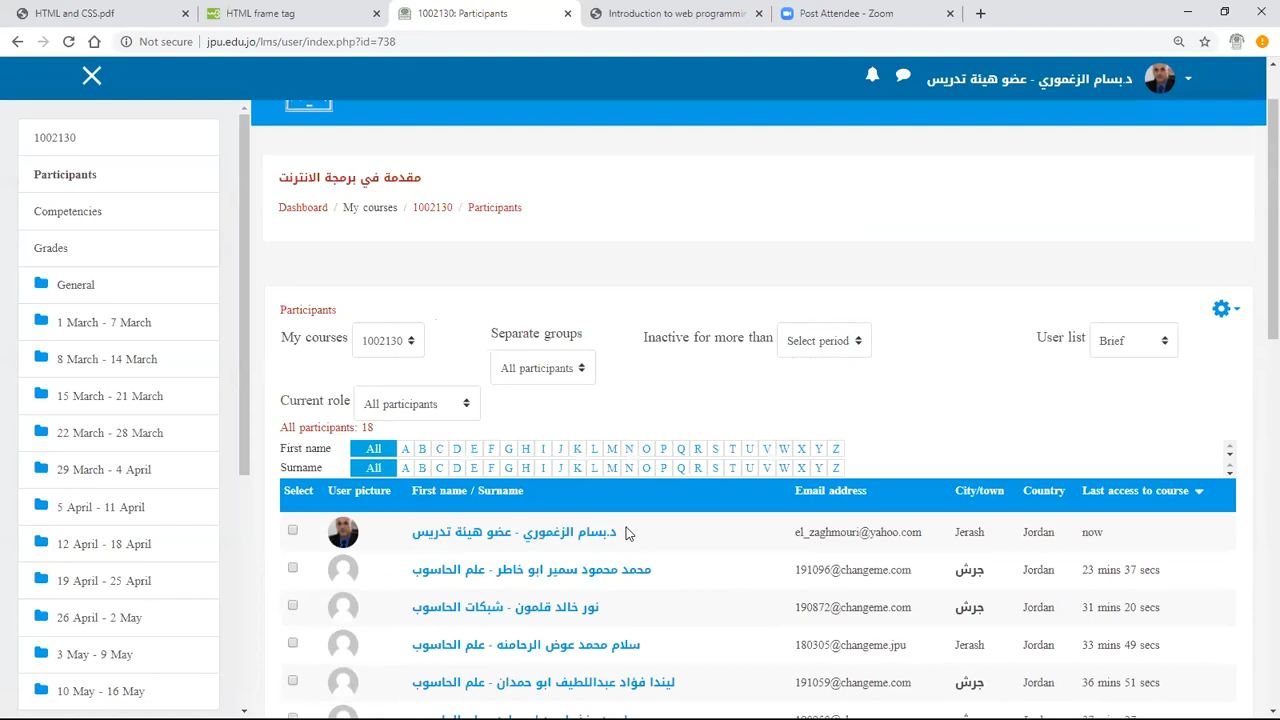 HTML and CSS.pdf
HTML frame tag
1002130: Participants
Introduction to web programmin
Post Attendee - Zoom
Not secure
jpu.edu.jo/lms/user/index.php?id=738
د.بسام الزغموري - عضو هيئة تدريس
1002130
Participants
Competencies
Grades
General
1 March - 7 March
8 March - 14 March
15 March - 21 March
22 March - 28 March
29 March - 4 April
5 April - 11 April
12 April - 18 April
19 April - 25 April
26 April - 2 May
3 May - 9 May
10 May - 16 May
مقدمة في برمجة الانترنت
Dashboard / My courses / 1002130 / Participants
Participants
My courses 1002130
Separate groups
All participants
Inactive for more than Select period
User list Brief
Current role All participants
All participants: 18
First name All A B C D E F G H I J K L M N O P Q R S T U V W X Y Z
Surname All A B C D E F G H I J K L M N O P Q R S T U V W X Y Z
Select User picture First name / Surname Email address City/town Country Last access to course
د.بسام الزغموري - عضو هيئة تدريس el_zaghmouri@yahoo.com Jerash Jordan now
محمد محمود سمير ابو خاطر - علم الحاسوب 191096@changeme.com جرش Jordan 23 mins 37 secs
نور خالد قلمون - شبكات الحاسوب 190872@changeme.com جرش Jordan 31 mins 20 secs
سلام محمد عوض الرحامنه - علم الحاسوب 180305@changeme.jpu Jerash Jordan 33 mins 49 secs
ليندا فؤاد عبداللطيف ابو حمدان - علم الحاسوب 191059@changeme.com جرش Jordan 36 mins 51 secs